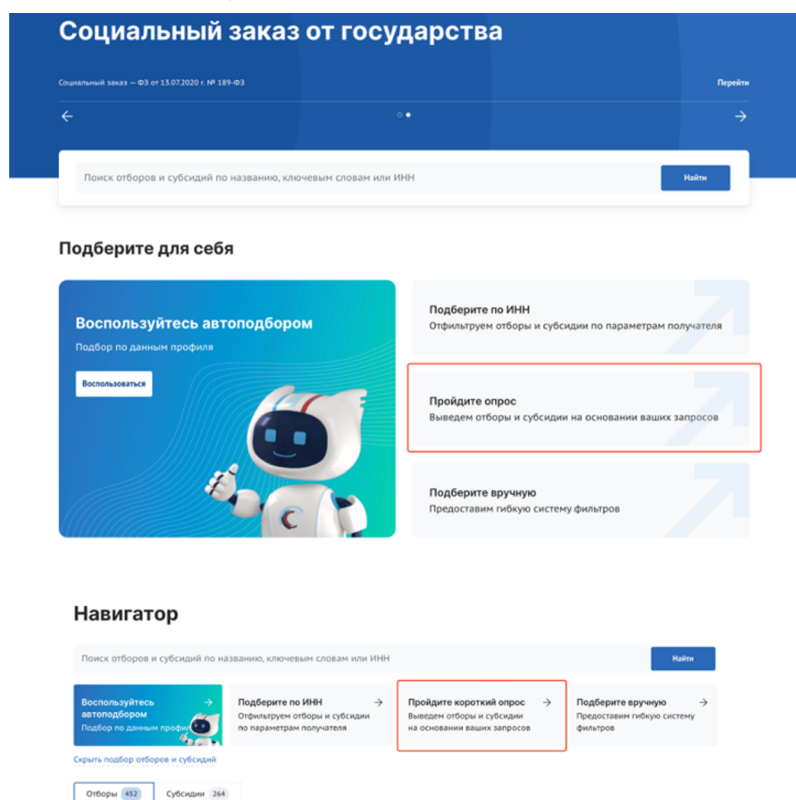 Социальный заказ от государства
Социальный заказ — ФЗ от 13.07.2020 г. № 189-ФЗ
Перейти
Поиск отборов и субсидий по названию, ключевым словам или ИНН
Найти
Подберите для себя
Воспользуйтесь автоподбором
Подбор по данным профиля
Воспользоваться
Подберите по ИНН
Отфильтруем отборы и субсидии по параметрам получателя
Пройдите опрос
Выведем отборы и субсидии на основании ваших запросов
Подберите вручную
Предоставим гибкую систему фильтров
Навигатор
Поиск отборов и субсидий по названию, ключевым словам или ИНН
Найти
Воспользуйтесь
автоподбором
Подбор по данным профи
Подберите по ИНН
Отфильтруем отборы и субсидии
по параметрам получателя
Пройдите короткий опрос
Выведем отборы и субсидии
на основании ваших запросов
Подберите вручную
Предоставим гибкую систему
фильтров
Скрыть подбор отборов и субсидий
Отборы 452
Субсидии 264